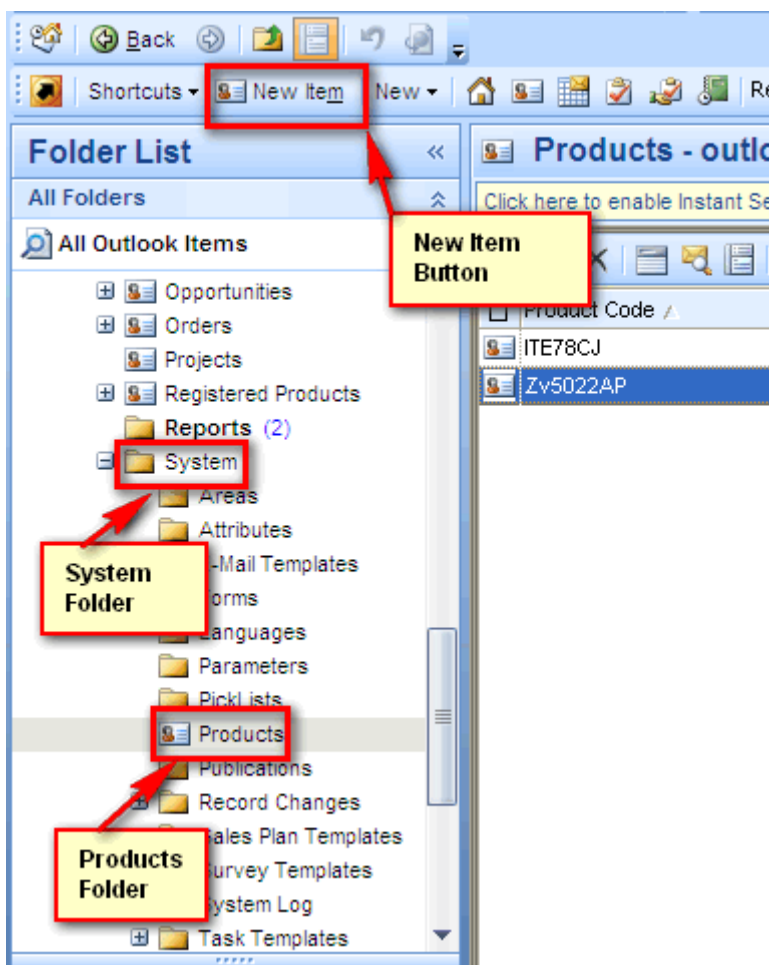 Back
Shortcuts New Item New
Folder List «
Products - outlo
All Folders
Click here to enable Instant Se
All Outlook Items
New Item
Button
Opportunities
Product Code
Orders
ITE78CJ
Projects
Zv5022AP
Registered Products
Reports (2)
System
Areas
Attributes
-Mail Templates
System
Folder
orms
Languages
Parameters
PickLists
Products
Publications
Record Changes
Sales Plan Templates
Products
Folder
Survey Templates
System Log
Task Templates